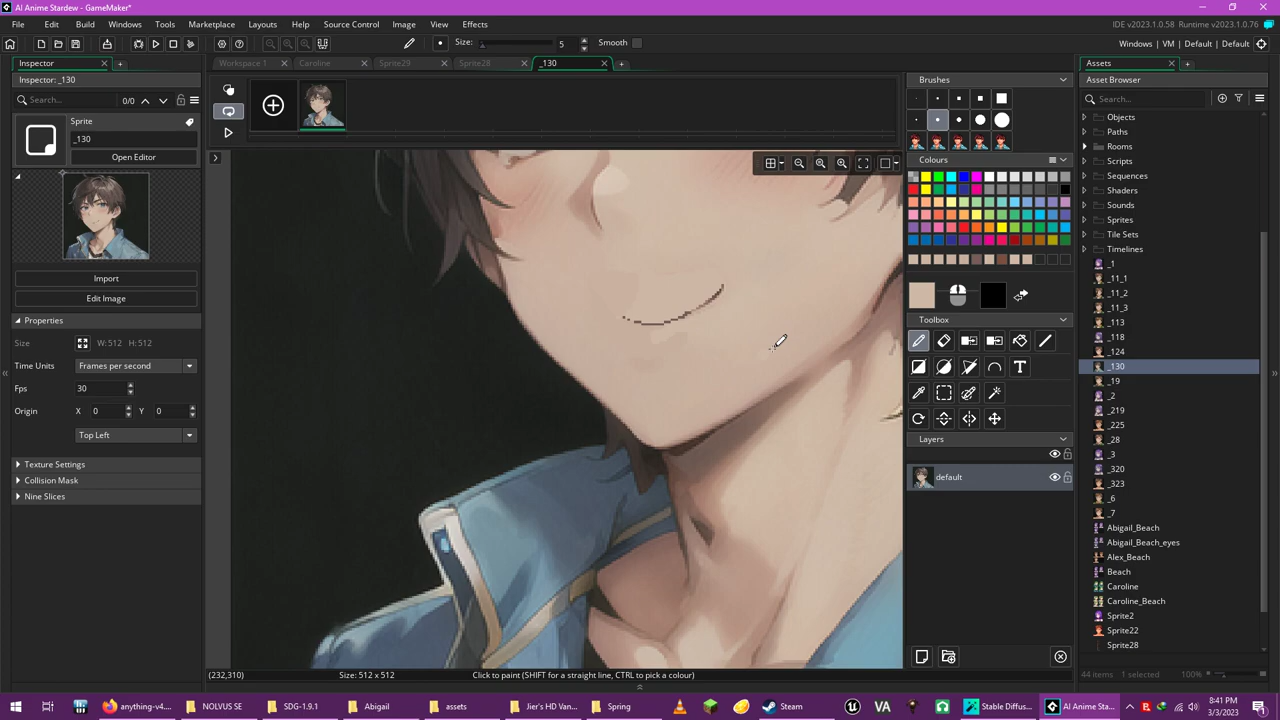 AI Anime Stardew - GameMaker*
File Edit Build Windows Tools Marketplace Layouts Source Control Image View Effects
IDE v2023.1.0.58 Runtime v2023.1.0.76
Size: 5 Smooth
Windows | VM | Default | Default
Inspector
Workspace 1 Caroline Sprite29 Sprite28 _130
Assets
Inspector: _130
Search... 0/0
Sprite
_130
Open Editor
Import
Edit Image
Properties
Size W: 512 H: 512
Time Units Frames per second
Fps 30
Origin X 0 Y 0
Top Left
Texture Settings
Collision Mask
Nine Slices
(232,310) Size: 512 x 512 Click to paint (SHIFT for a straight line, CTRL to pick a colour)
Brushes
Colours
Toolbox
T
Layers
default
Asset Browser
Search...
Objects
Paths
Rooms
Scripts
Sequences
Shaders
Sounds
Sprites
Tile Sets
Timelines
_1
_11_1
_11_2
_11_3
_113
_118
_124
_130
_19
_2
_219
_225
_28
_3
_320
_323
_6
_7
Abigail_Beach
Abigail_Beach_eyes
Alex_Beach
Beach
Caroline
Caroline_Beach
Sprite2
Sprite22
Sprite28
44 items 1 selected 100%
anything-v4.... NOLVUS SE SDG-1.9.1 Abigail assets Jier's HD Van... Spring Steam VA Stable Diffus... AI Anime Sta...
8:41 PM
3/3/2023